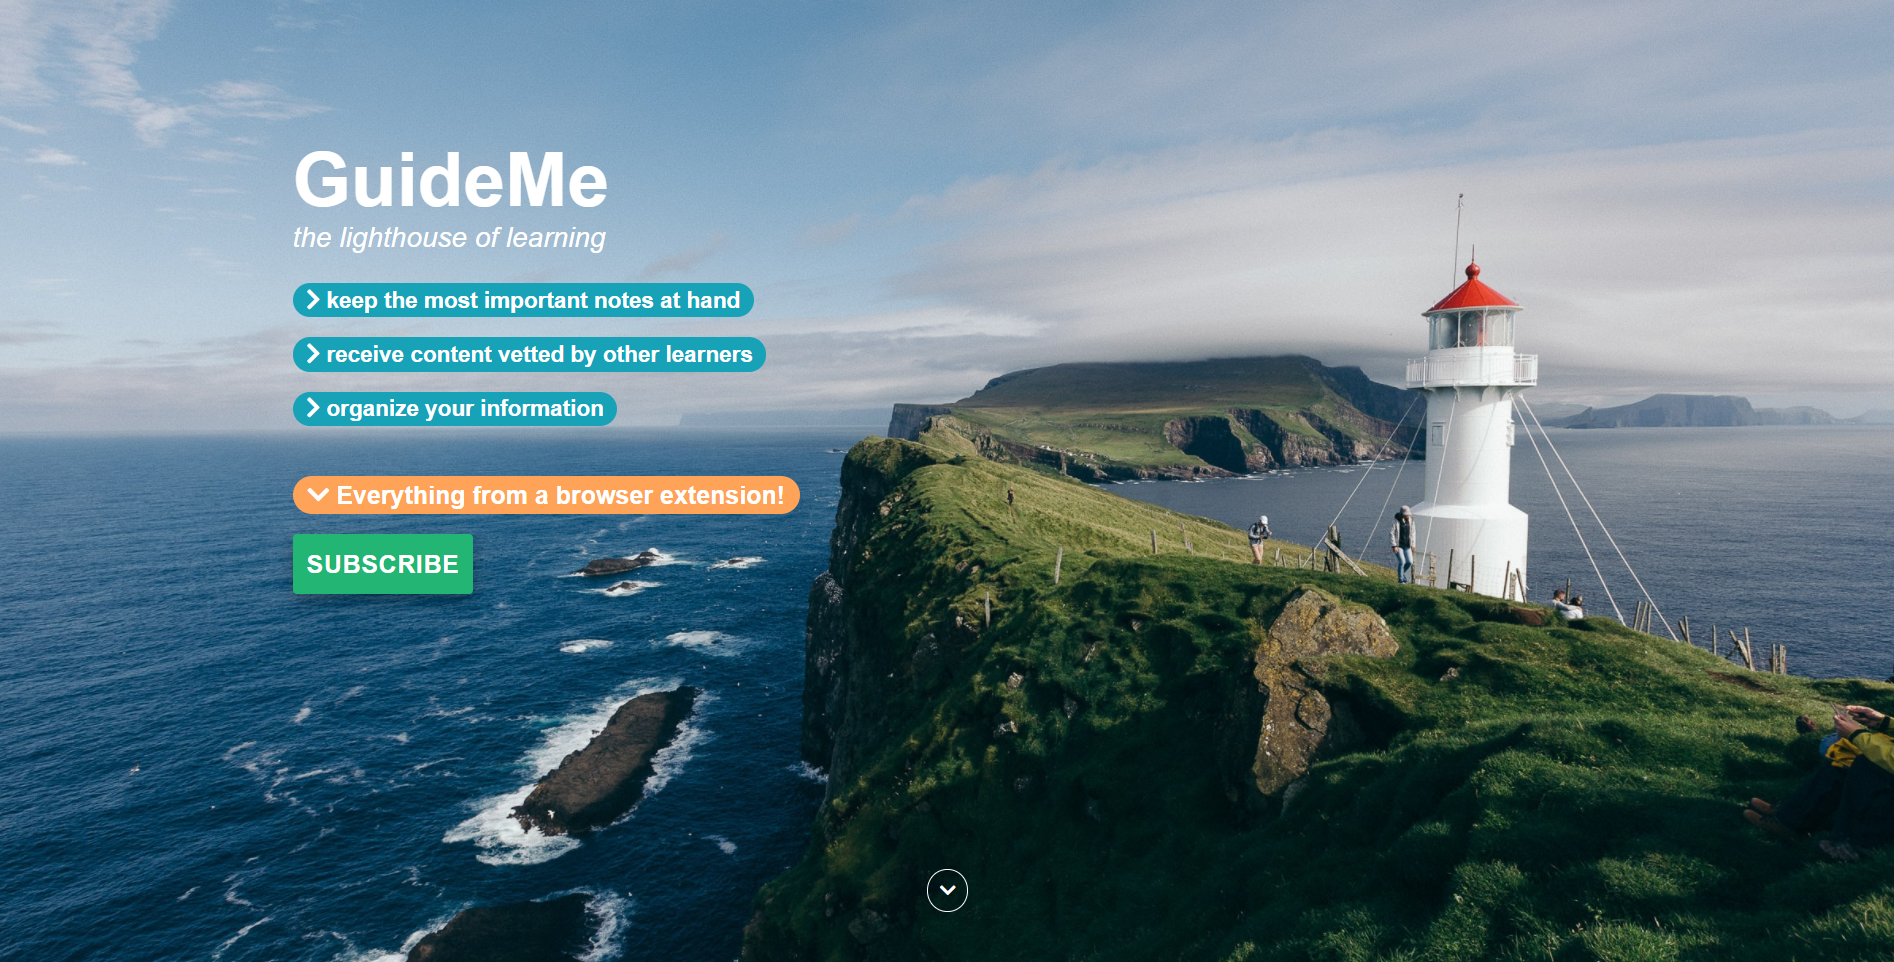 GuideMe
the lighthouse of learning
keep the most important notes at hand
receive content vetted by other learners
organize your information
Everything from a browser extension!
SUBSCRIBE